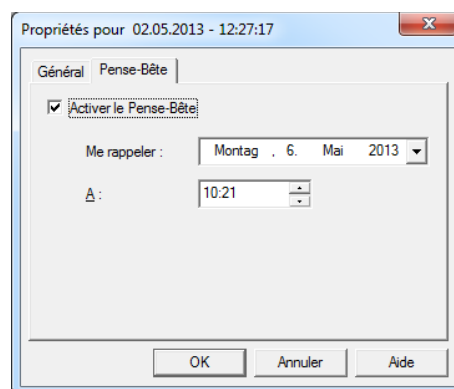 Propriétés pour 02.05.2013 - 12:27:17
Général Pense-Bête
Activer le Pense-Bête
Me rappeler : Montag , 6. Mai 2013
A : 10:21
OK Annuler Aide